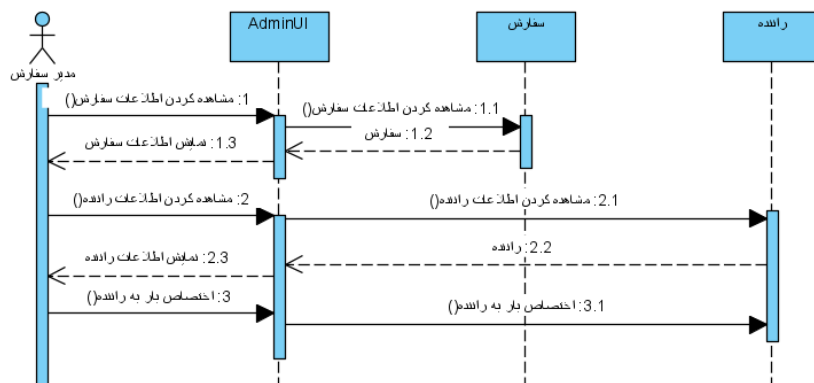 AdminUI
سفارش
راننده
مدیر سفارش
1: مشاهده کردن اطلاعات سفارش()
1.1: مشاهده کردن اطلاعات سفارش()
1.2: سفارش
1.3: نمایش اطلاعات سفارش
2: مشاهده کردن اطلاعات راننده()
2.1: مشاهده کردن اطلاعات راننده()
2.2: راننده
2.3: نمایش اطلاعات راننده
3: اختصاص بار به راننده()
3.1: اختصاص بار به راننده()